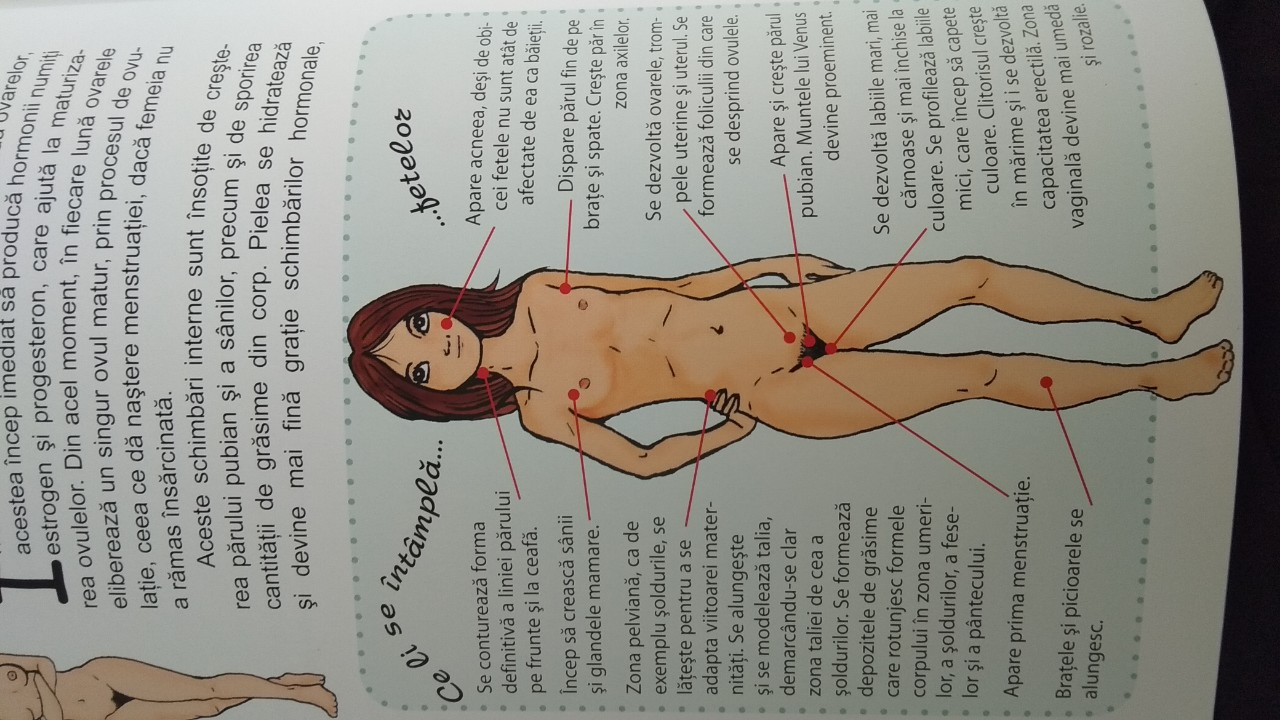 ovarelor,
acestea încep imediat să producă hormonii numiți
estrogen și progesteron, care ajută la maturiza-
rea ovulelor. Din acel moment, în fiecare lună ovarele
eliberează un singur ovul matur, prin procesul de ovu-
lație, ceea ce dă naștere menstruației, dacă femeia nu
a rămas însărcinată.
Aceste schimbări interne sunt însoțite de crește-
rea părului pubian și a sânilor, precum și de sporirea
cantității de grăsime din corp. Pielea se hidratează
și devine mai fină grație schimbărilor hormonale,
Ce li se întâmplă...
...fetelor
Se conturează forma
definitivă a liniei părului
pe frunte și la ceafă.
Încep să crească sânii
și glandele mamare.
Zona pelviană, ca de
exemplu șoldurile, se
lățește pentru a se
adapta viitoarei mater-
nități. Se alungește
și se modelează talia,
demarcându-se clar
zona taliei de cea a
șoldurilor. Se formează
depozitele de grăsime
care rotunjesc formele
corpului în zona umeri-
lor, a șoldurilor, a fese-
lor și a pântecului.
Apare prima menstruație.
Brațele și picioarele se
alungesc.
Apare acneea, deși de obi-
cei fetele nu sunt atât de
afectate de ea ca băieții.
Dispare părul fin de pe
brațe și spate. Crește păr în
zona axilelor.
Se dezvoltă ovarele, trom-
pele uterine și uterul. Se
formează foliculii din care
se desprind ovulele.
Apare și crește părul
pubian. Muntele lui Venus
devine proeminent.
Se dezvoltă labiile mari, mai
cărnoase și mai închise la
culoare. Se profilează labiile
mici, care încep să capete
culoare. Clitorisul crește
în mărime și i se dezvoltă
capacitatea erectilă. Zona
vaginală devine mai umedă
și rozalie.